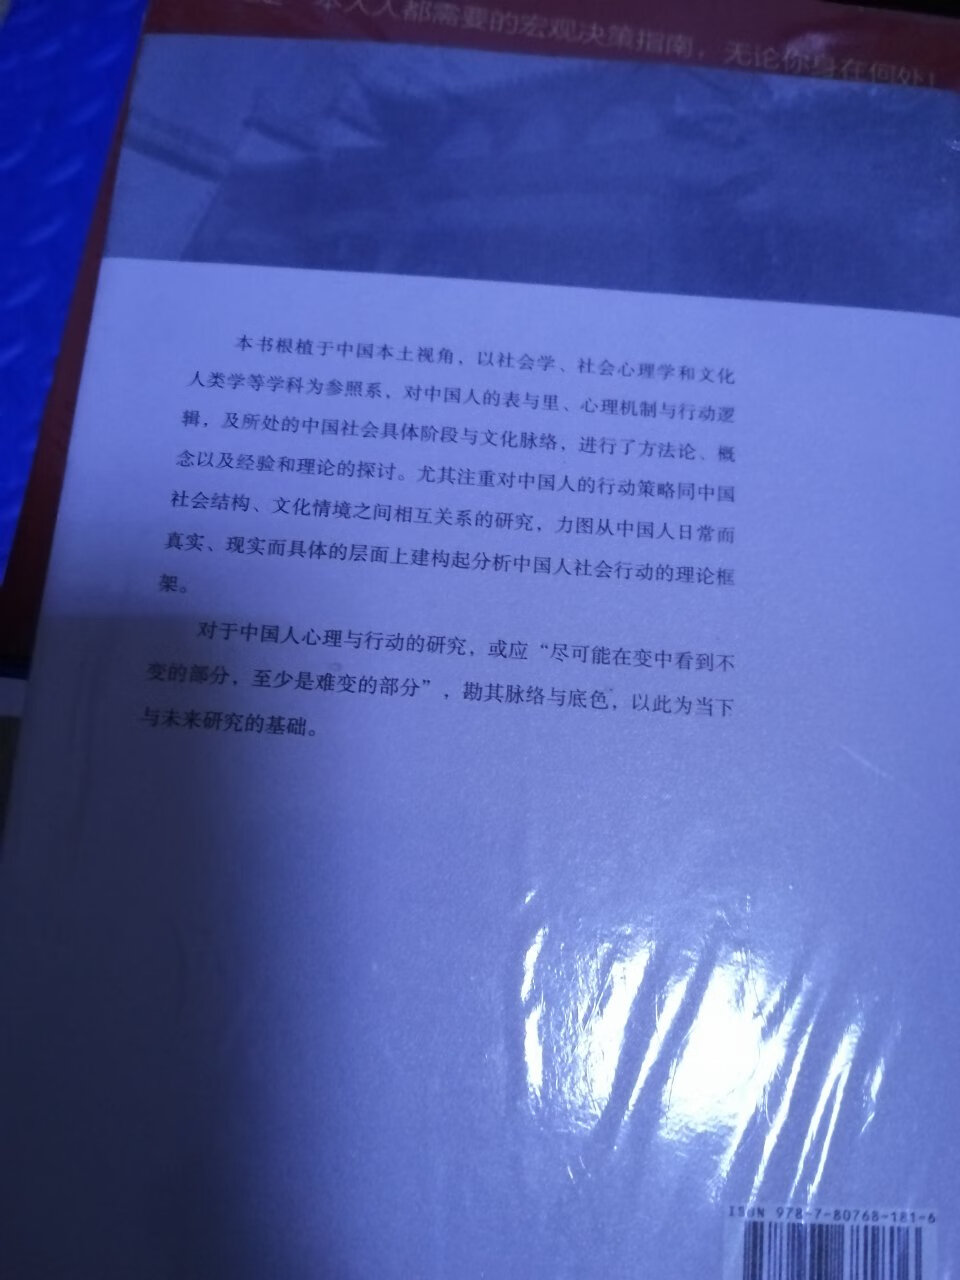 本人人都需要的宏观决策指南，无论你身在何处！
本书根植于中国本土视角，以社会学、社会心理学和文化
人类学等学科为参照系，对中国人的表与里、心理机制与行动逻
辑，及所处的中国社会具体阶段与文化脉络，进行了方法论、概
念以及经验和理论的探讨。尤其注重对中国人的行动策略同中国
社会结构、文化情境之间相互关系的研究，力图从中国人日常而
真实、现实而具体的层面上建构起分析中国人社会行动的理论框
架。
对于中国人心理与行动的研究，或应“尽可能在变中看到不
变的部分，至少是难变的部分”，勘其脉络与底色，以此为当下
与未来研究的基础。
ISBN 978-7-80768-181-6